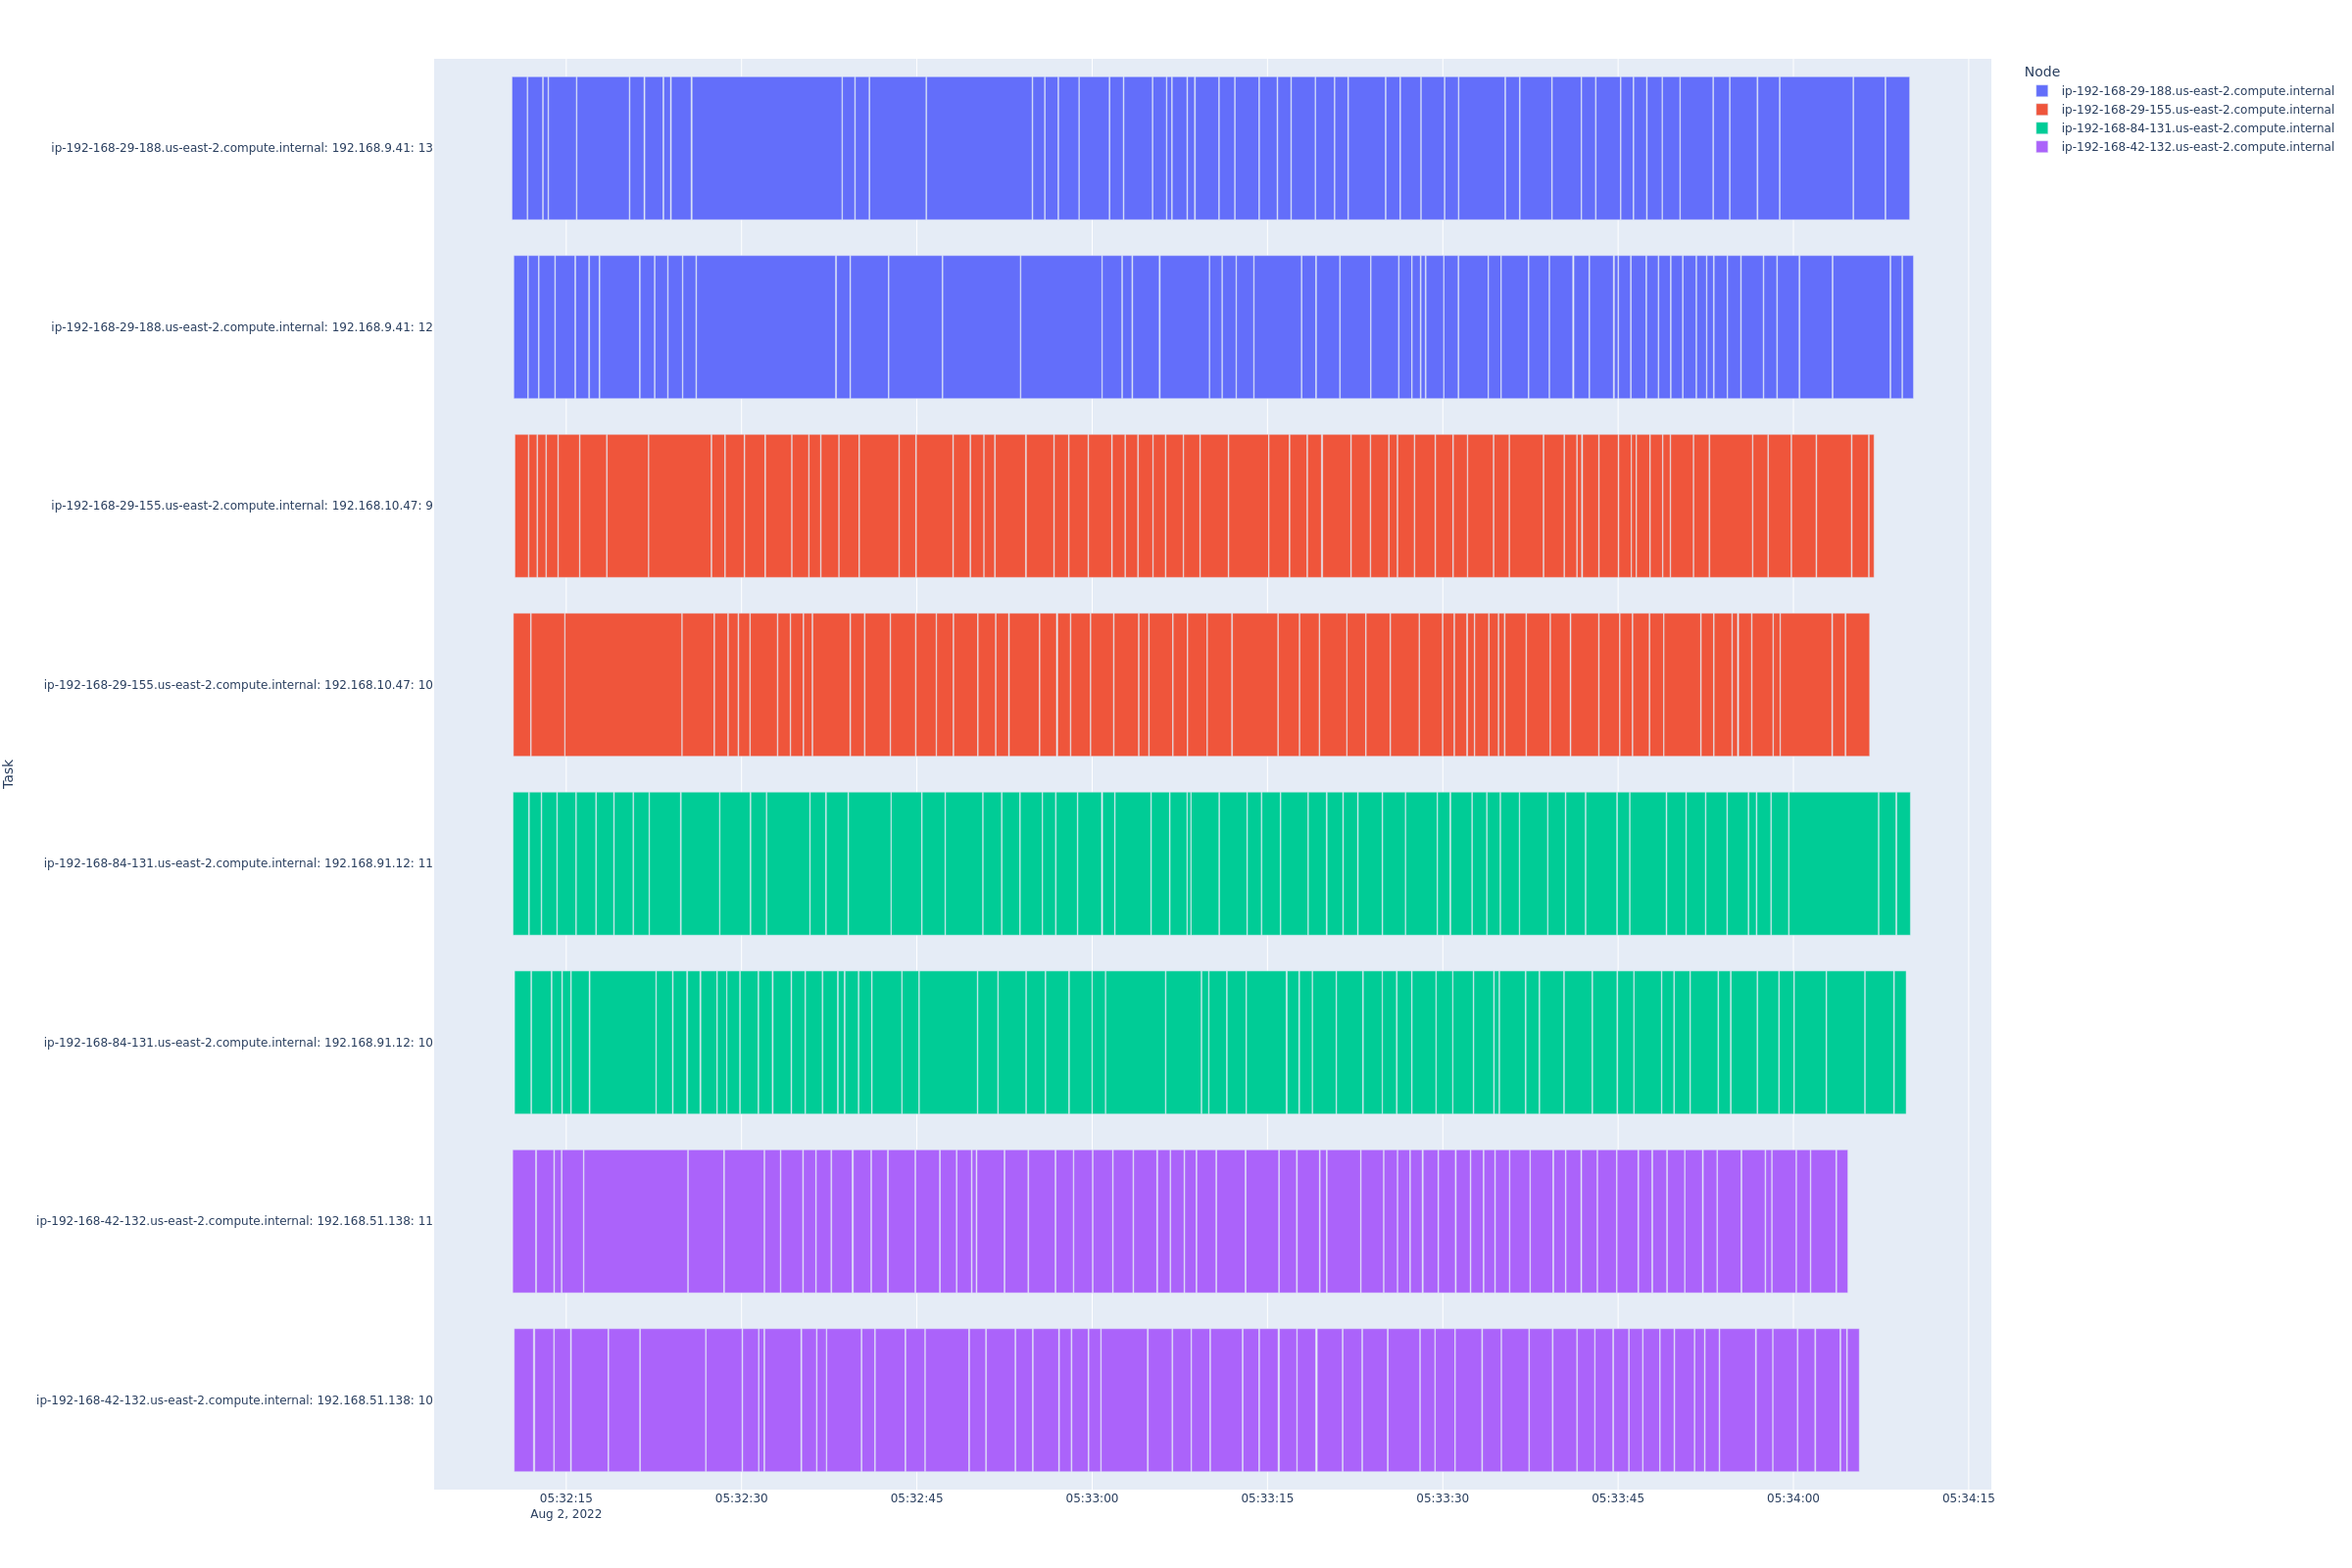 Node
ip-192-168-29-188.us-east-2.compute.internal
ip-192-168-29-155.us-east-2.compute.internal
ip-192-168-84-131.us-east-2.compute.internal
ip-192-168-42-132.us-east-2.compute.internal
ip-192-168-29-188.us-east-2.compute.internal: 192.168.9.41: 13
ip-192-168-29-188.us-east-2.compute.internal: 192.168.9.41: 12
ip-192-168-29-155.us-east-2.compute.internal: 192.168.10.47: 9
ip-192-168-29-155.us-east-2.compute.internal: 192.168.10.47: 10
ip-192-168-84-131.us-east-2.compute.internal: 192.168.91.12: 11
ip-192-168-84-131.us-east-2.compute.internal: 192.168.91.12: 10
ip-192-168-42-132.us-east-2.compute.internal: 192.168.51.138: 11
ip-192-168-42-132.us-east-2.compute.internal: 192.168.51.138: 10
Task
05:32:15 05:32:30 05:32:45 05:33:00 05:33:15 05:33:30 05:33:45 05:34:00 05:34:15
Aug 2, 2022